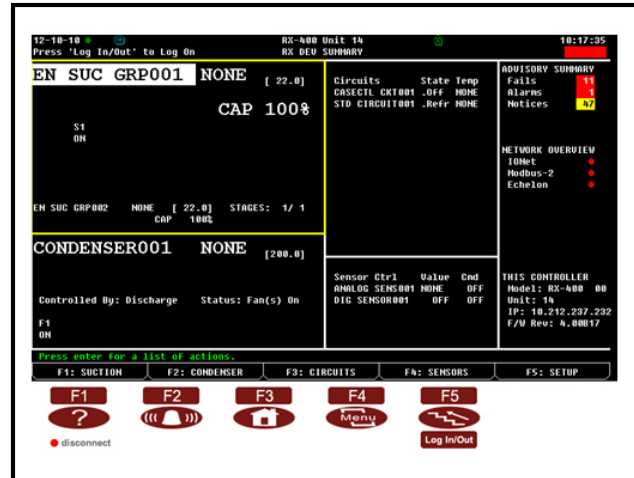 12-10-10 RX-400 Unit 14 10:17:35
Press 'Log In/Out' to Log On RX DEV SUMMARY
EN SUC GRP001 NONE [ 22.0]
CAP 100%
S1
ON
EN SUC GRP002 NONE [ 22.0] STAGES: 1/ 1
CAP 100%
CONDENSER001 NONE [200.0]
Controlled By: Discharge Status: Fan(s) On
F1
ON
Circuits State Temp
CASECTL CKT001 .Off NONE
STD CIRCUIT001 .Refr NONE
Sensor Ctrl Value Cmd
ANALOG SENS001 NONE OFF
DIG SENSOR001 OFF OFF
ADVISORY SUMMARY
Fails 11
Alarms 1
Notices 47
NETWORK OVERVIEW
IONet
Modbus-2
Echelon
THIS CONTROLLER
Model: RX-400 00
Unit: 14
IP: 10.212.237.232
F/W Rev: 4.00B17
Press enter for a list of actions.
F1: SUCTION F2: CONDENSER F3: CIRCUITS F4: SENSORS F5: SETUP
F1 F2 F3 F4 F5
? Menu
disconnect Log In/Out